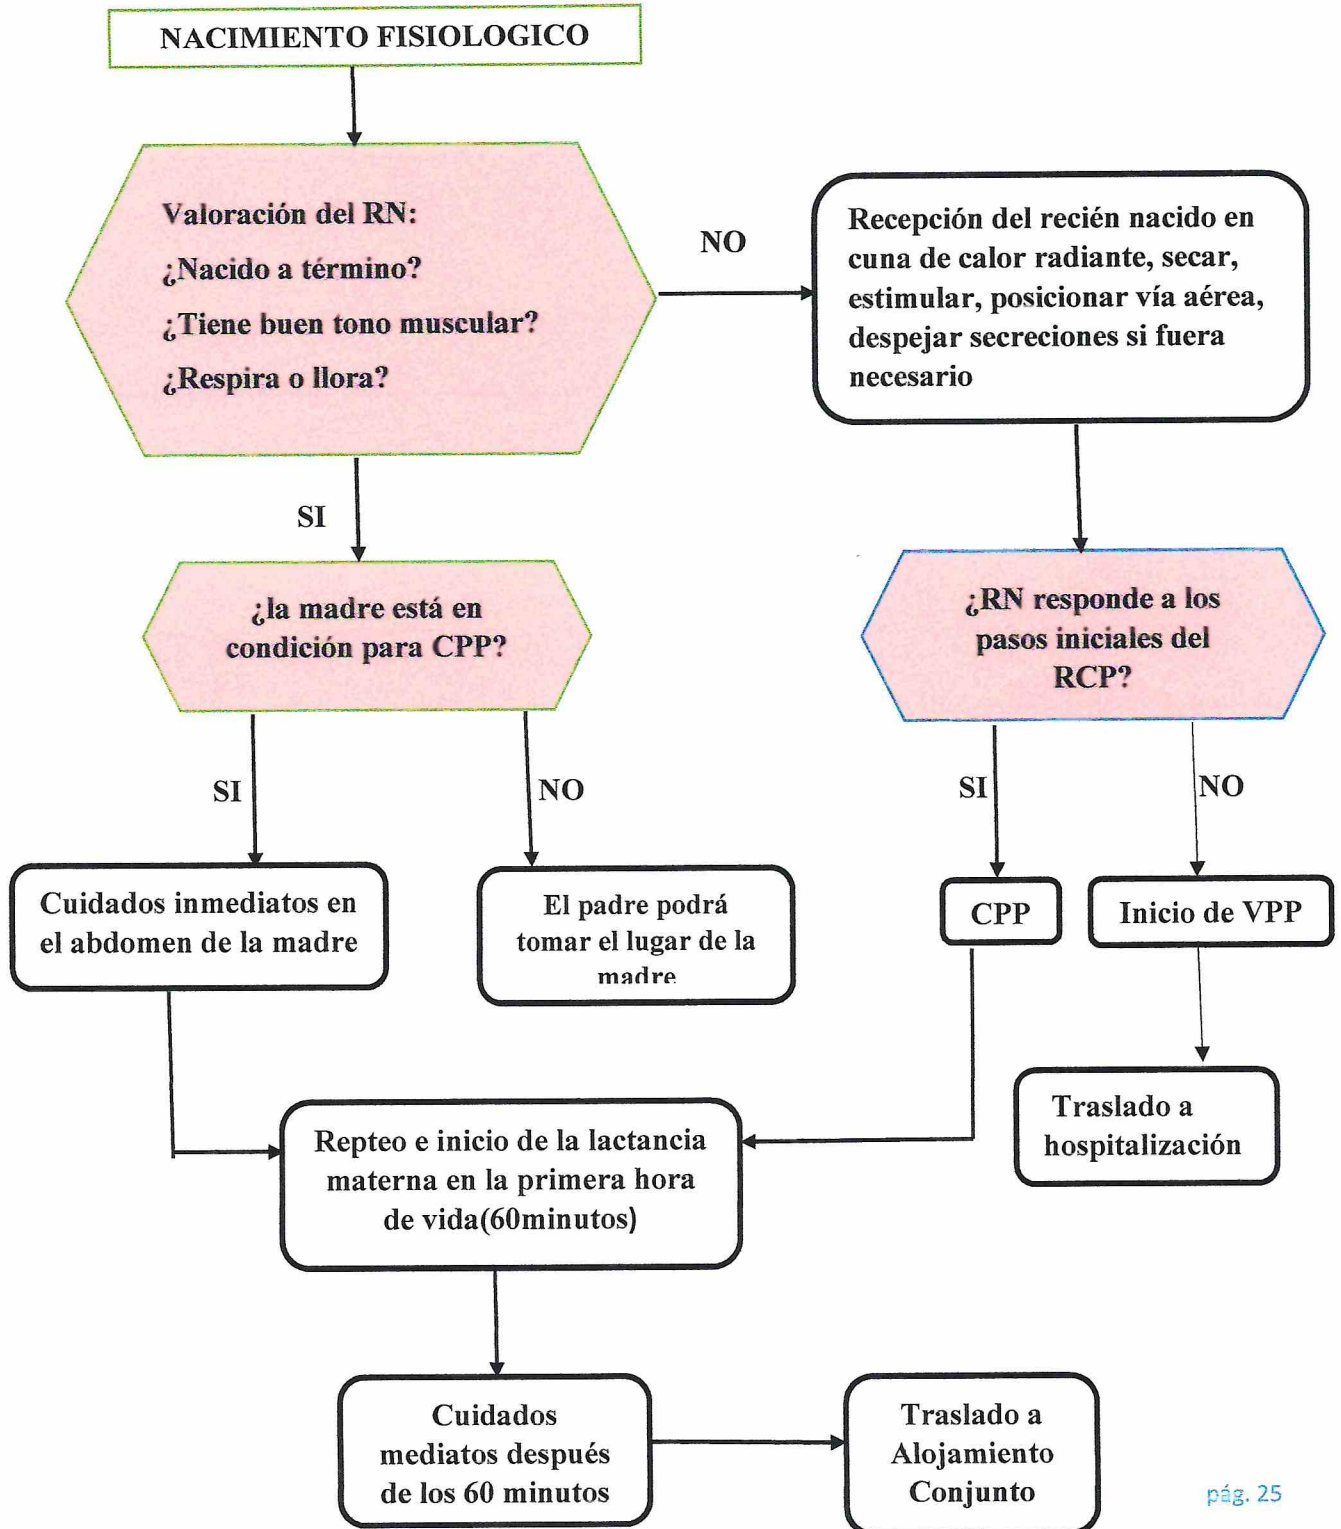 NACIMIENTO FISIOLOGICO
Valoración del RN:
¿Nacido a término?
¿Tiene buen tono muscular?
¿Respira o llora?
NO
Recepción del recién nacido en
cuna de calor radiante, secar,
estimular, posicionar vía aérea,
despejar secreciones si fuera
necesario
SI
¿la madre está en
condición para CPP?
¿RN responde a los
pasos iniciales del
RCP?
SI
NO
SI
NO
Cuidados inmediatos en
el abdomen de la madre
El padre podrá
tomar el lugar de la
madre
CPP
Inicio de VPP
Traslado a
hospitalización
Repteo e inicio de la lactancia
materna en la primera hora
de vida(60minutos)
Cuidados
mediatos después
de los 60 minutos
Traslado a
Alojamiento
Conjunto
pág. 25